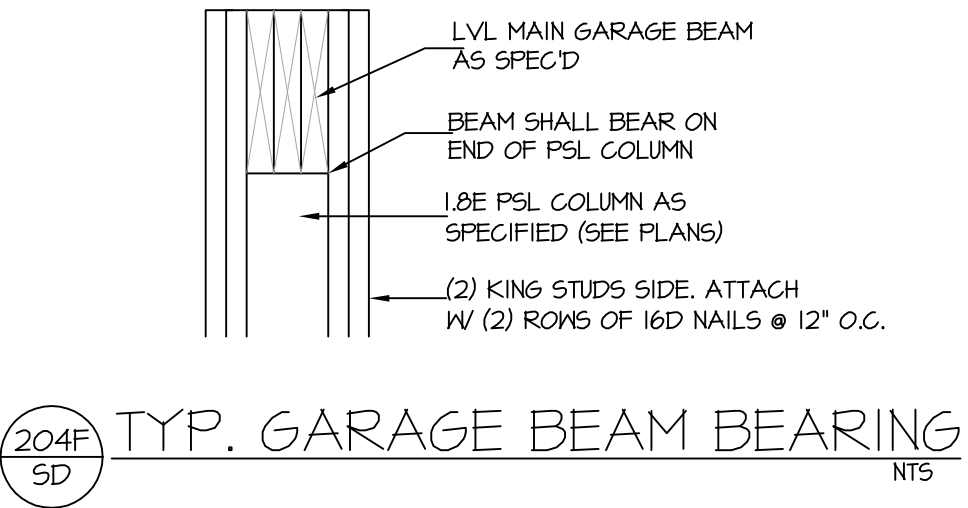 LVL MAIN GARAGE BEAM
AS SPEC'D
BEAM SHALL BEAR ON
END OF PSL COLUMN
1.8E PSL COLUMN AS
SPECIFIED (SEE PLANS)
(2) KING STUDS SIDE. ATTACH
W/ (2) ROWS OF 16D NAILS @ 12" O.C.
204F
SD
TYP. GARAGE BEAM BEARING
NTS